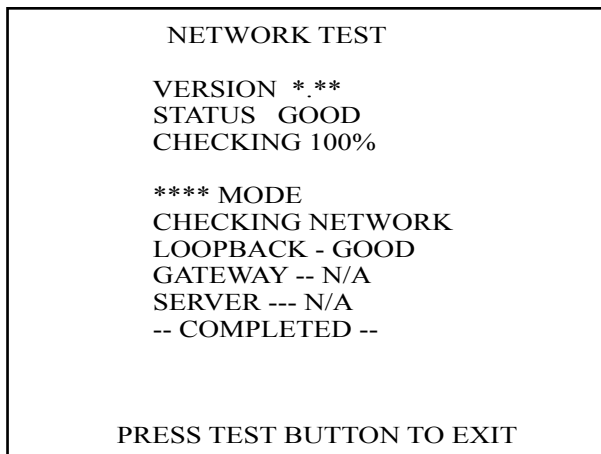 NETWORK TEST
VERSION *.**
STATUS GOOD
CHECKING 100%
**** MODE
CHECKING NETWORK
LOOPBACK - GOOD
GATEWAY -- N/A
SERVER --- N/A
-- COMPLETED --
PRESS TEST BUTTON TO EXIT